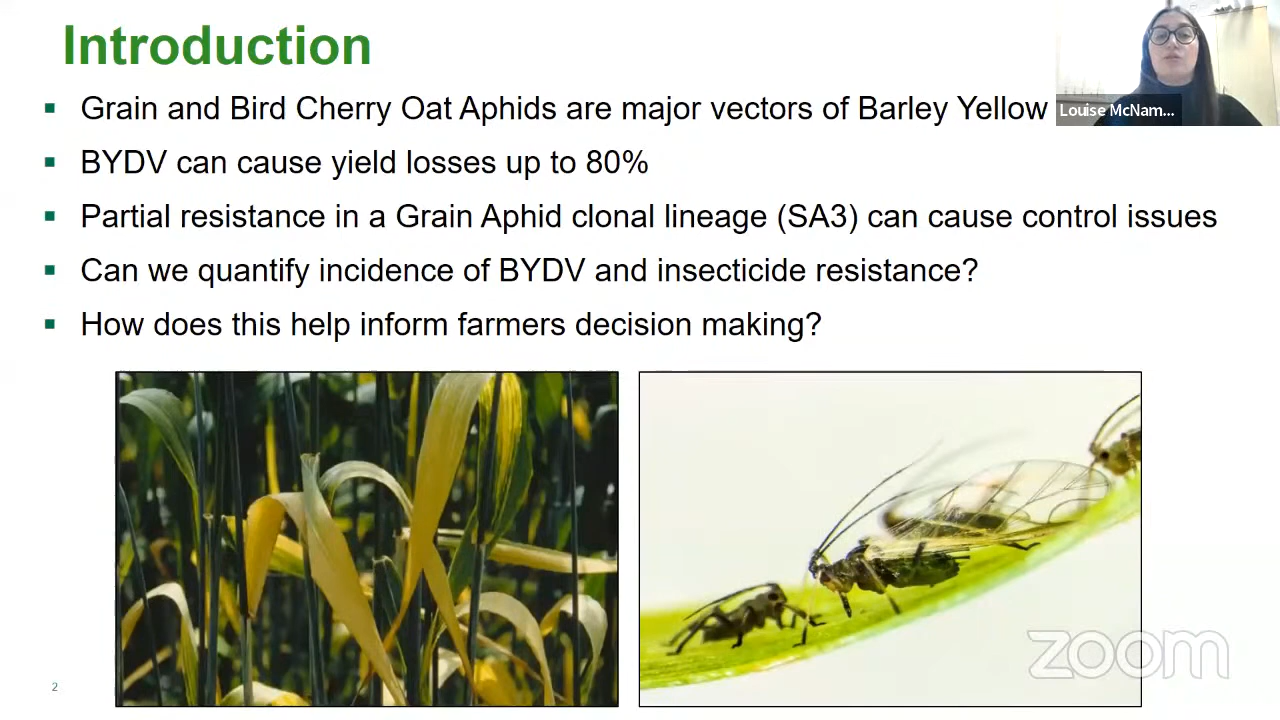 Introduction
Grain and Bird Cherry Oat Aphids are major vectors of Barley Yellow
Louise McNam...
BYDV can cause yield losses up to 80%
Partial resistance in a Grain Aphid clonal lineage (SA3) can cause control issues
Can we quantify incidence of BYDV and insecticide resistance?
How does this help inform farmers decision making?
zoom
2